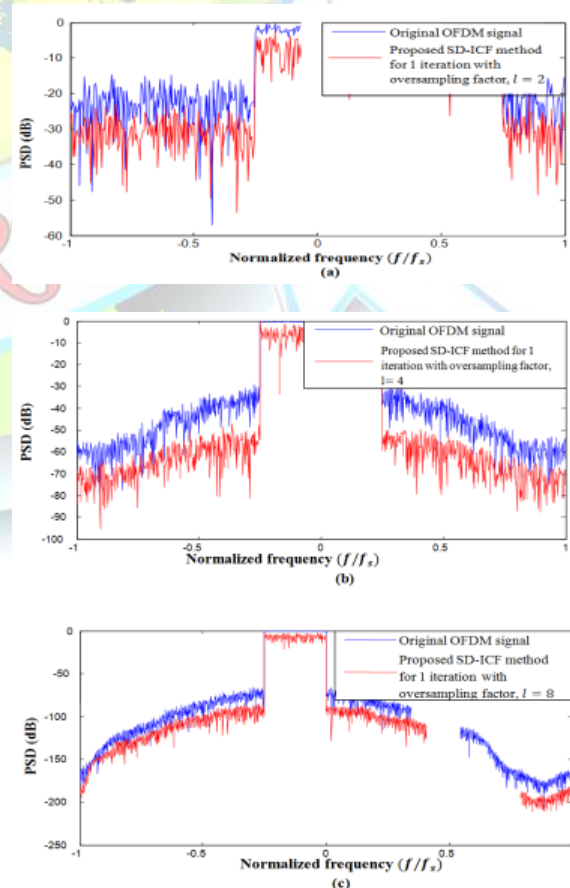 0
-10
-20
-30
-40
-50
-60
PSD (dB)
Original OFDM signal
Proposed SD-ICF method
for 1 iteration with
oversampling factor, l = 2
-1
-0.5
0
0.5
1
Normalized frequency (f/fs)
(a)
0
-10
-20
-30
-40
-50
-60
-70
-80
-90
-100
PSD (dB)
Original OFDM signal
Proposed SD-ICF method for 1
iteration with oversampling factor,
l= 4
-1
-0.5
0
0.5
1
Normalized frequency (f/fs)
(b)
0
-50
-100
-150
-200
-250
PSD (dB)
Original OFDM signal
Proposed SD-ICF method
for 1 iteration with
oversampling factor, l = 8
-1
-0.5
0
0.5
Normalized frequency (f/fs)
(c)